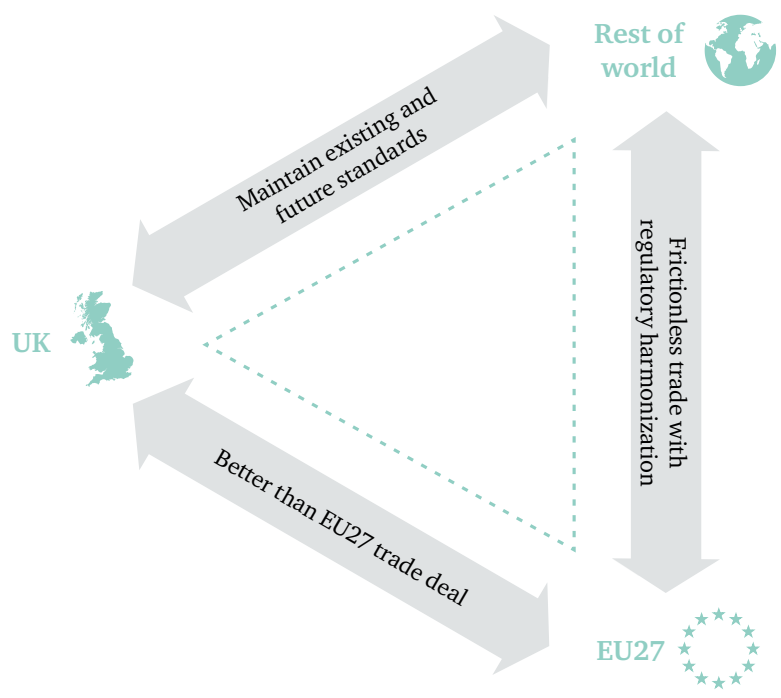 Rest of
world
Maintain existing and
future standards
Frictionless trade with
regulatory harmonization
UK
Better than EU27 trade deal
EU27